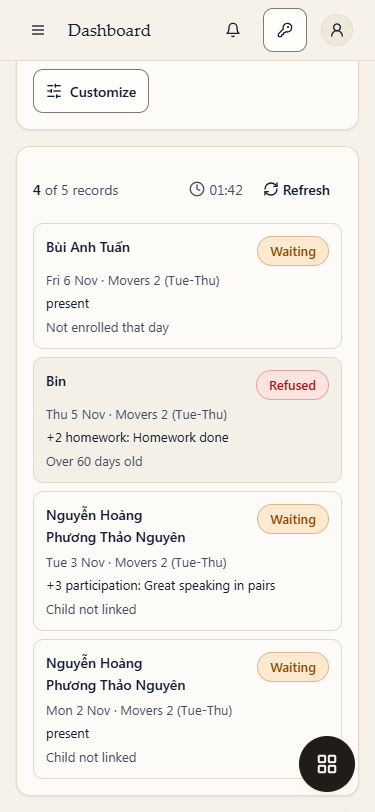 Dashboard
Customize
4 of 5 records
01:42
Refresh
Bùi Anh Tuấn
Waiting
Fri 6 Nov · Movers 2 (Tue-Thu)
present
Not enrolled that day
Bin
Refused
Thu 5 Nov · Movers 2 (Tue-Thu)
+2 homework: Homework done
Over 60 days old
Nguyễn Hoàng
Phương Thảo Nguyên
Waiting
Tue 3 Nov · Movers 2 (Tue-Thu)
+3 participation: Great speaking in pairs
Child not linked
Nguyễn Hoàng
Phương Thảo Nguyên
Waiting
Mon 2 Nov · Movers 2 (Tue-Thu)
present
Child not linked